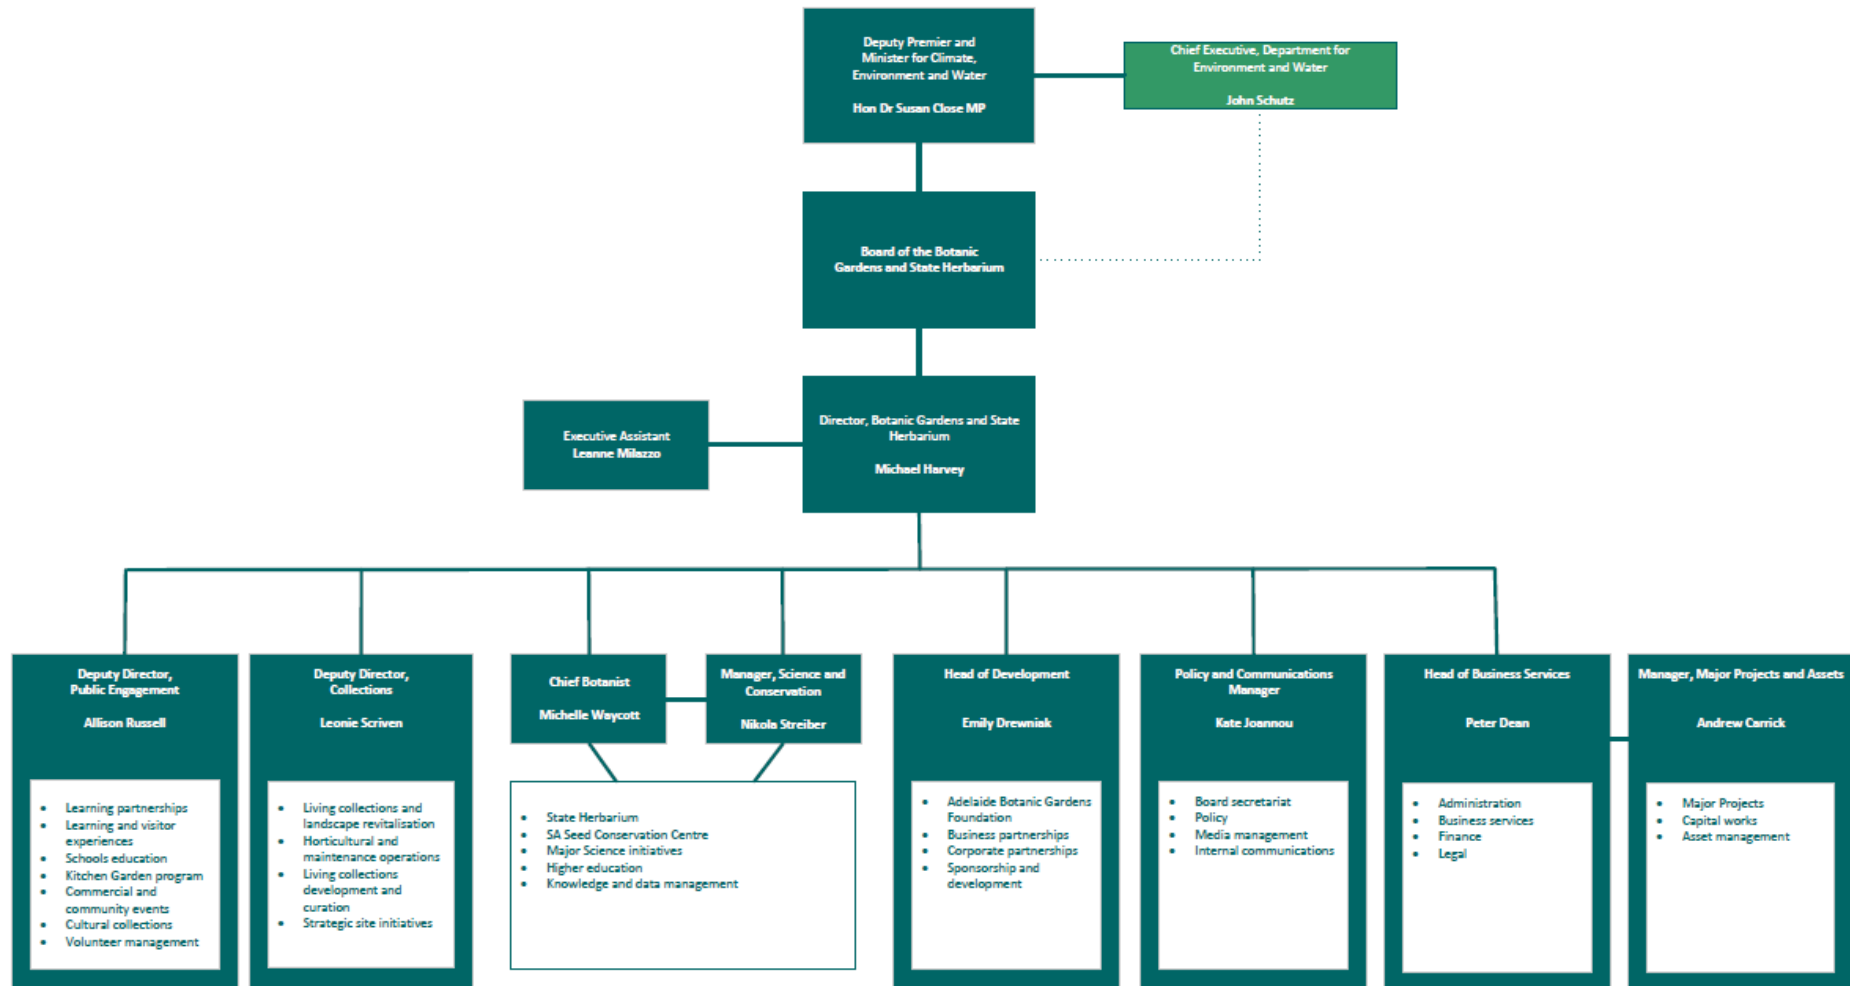 Deputy Premier and
Minister for Climate,
Environment and Water
Hon Dr Susan Close MP
Chief Executive, Department for
Environment and Water
John Schutz
Board of the Botanic
Gardens and State Herbarium
Executive Assistant
Leanne Milazzo
Director, Botanic Gardens and State
Herbarium
Michael Harvey
Deputy Director,
Public Engagement
Allison Russell
• Learning partnerships
• Learning and visitor
experiences
• Schools education
• Kitchen Garden program
• Commercial and
community events
• Cultural collections
• Volunteer management
Deputy Director,
Collections
Leonie Scriven
• Living collections and
landscape revitalisation
• Horticultural and
maintenance operations
• Living collections
development and
curation
• Strategic site initiatives
Chief Botanist
Michelle Waycott
Manager, Science and
Conservation
Nikola Streiber
• State Herbarium
• SA Seed Conservation Centre
• Major Science initiatives
• Higher education
• Knowledge and data management
Head of Development
Emily Drewniak
• Adelaide Botanic Gardens
Foundation
• Business partnerships
• Corporate partnerships
• Sponsorship and
development
Policy and Communications
Manager
Kate Joannou
• Board secretariat
• Policy
• Media management
• Internal communications
Head of Business Services
Peter Dean
• Administration
• Business services
• Finance
• Legal
Manager, Major Projects and Assets
Andrew Carrick
• Major Projects
• Capital works
• Asset management